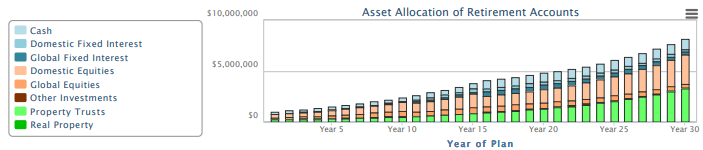 Asset Allocation of Retirement Accounts
Cash
Domestic Fixed Interest
Global Fixed Interest
Domestic Equities
Global Equities
Other Investments
Property Trusts
Real Property
$10,000,000
$5,000,000
$0
Year 5 Year 10 Year 15 Year 20 Year 25 Year 30
Year of Plan